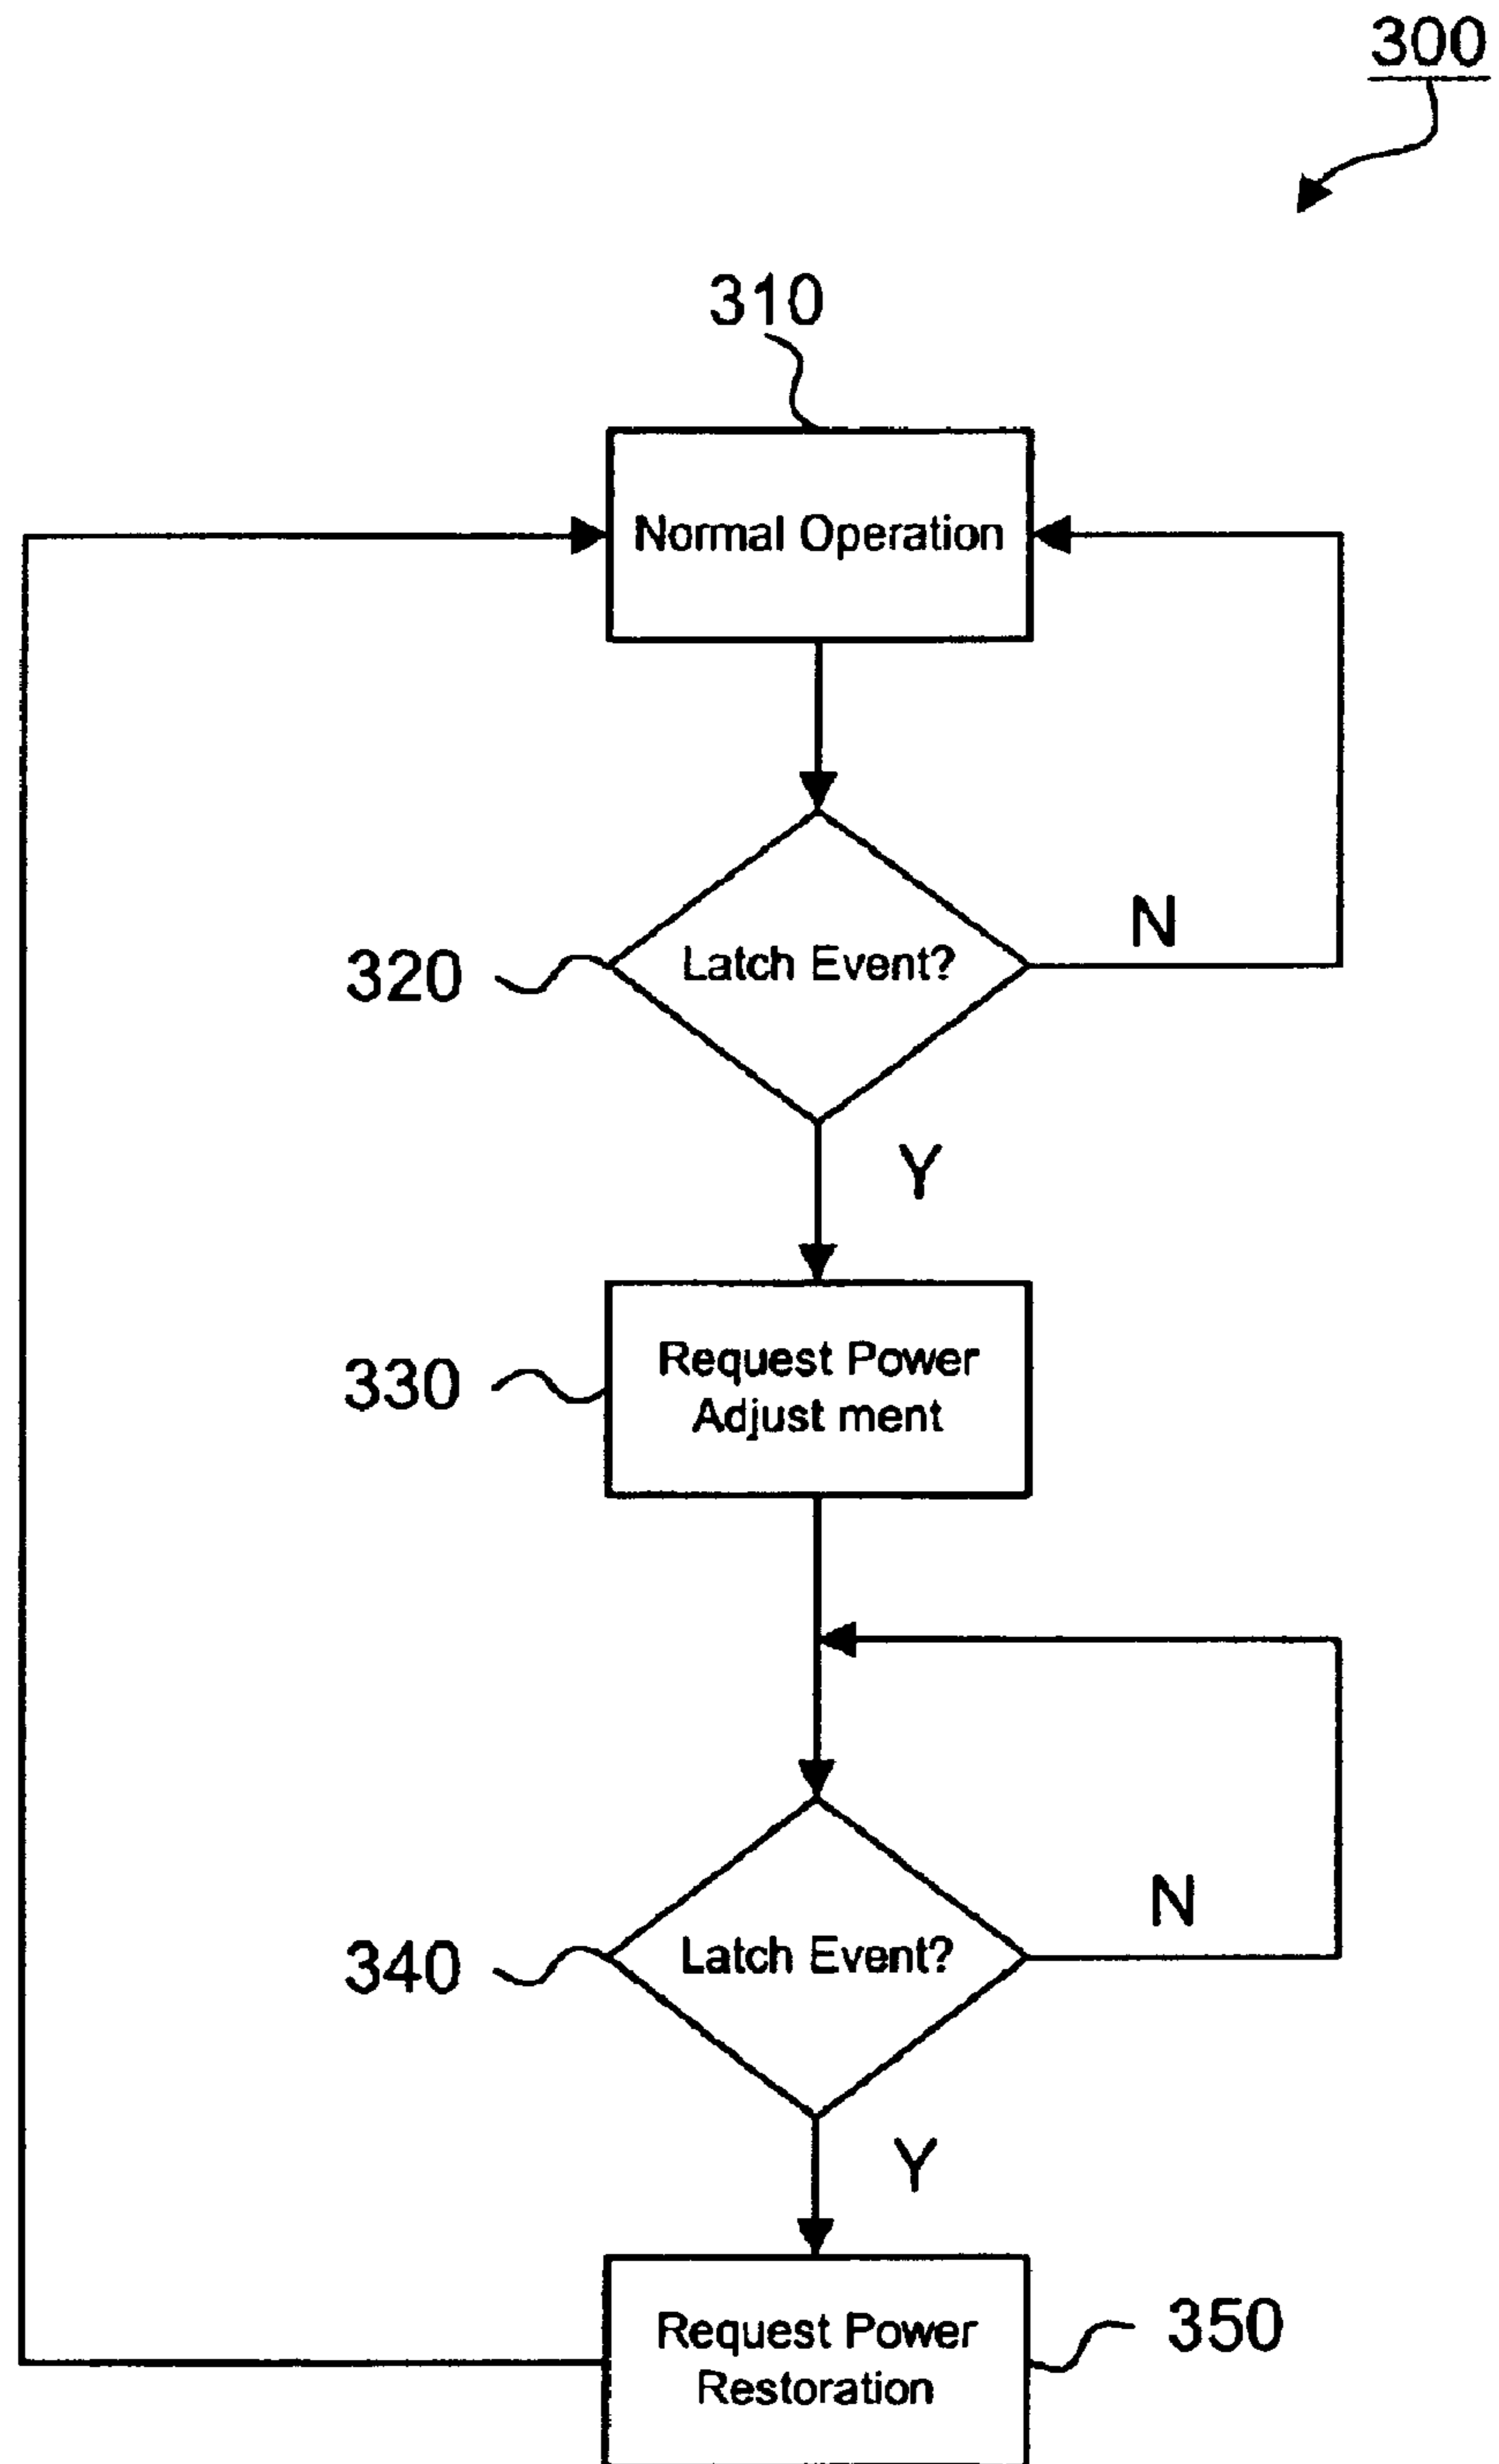 300
310
Normal Operation
N
320
Latch Event?
Y
330
Request Power
Adjust ment
N
340
Latch Event?
Y
Request Power
Restoration
350